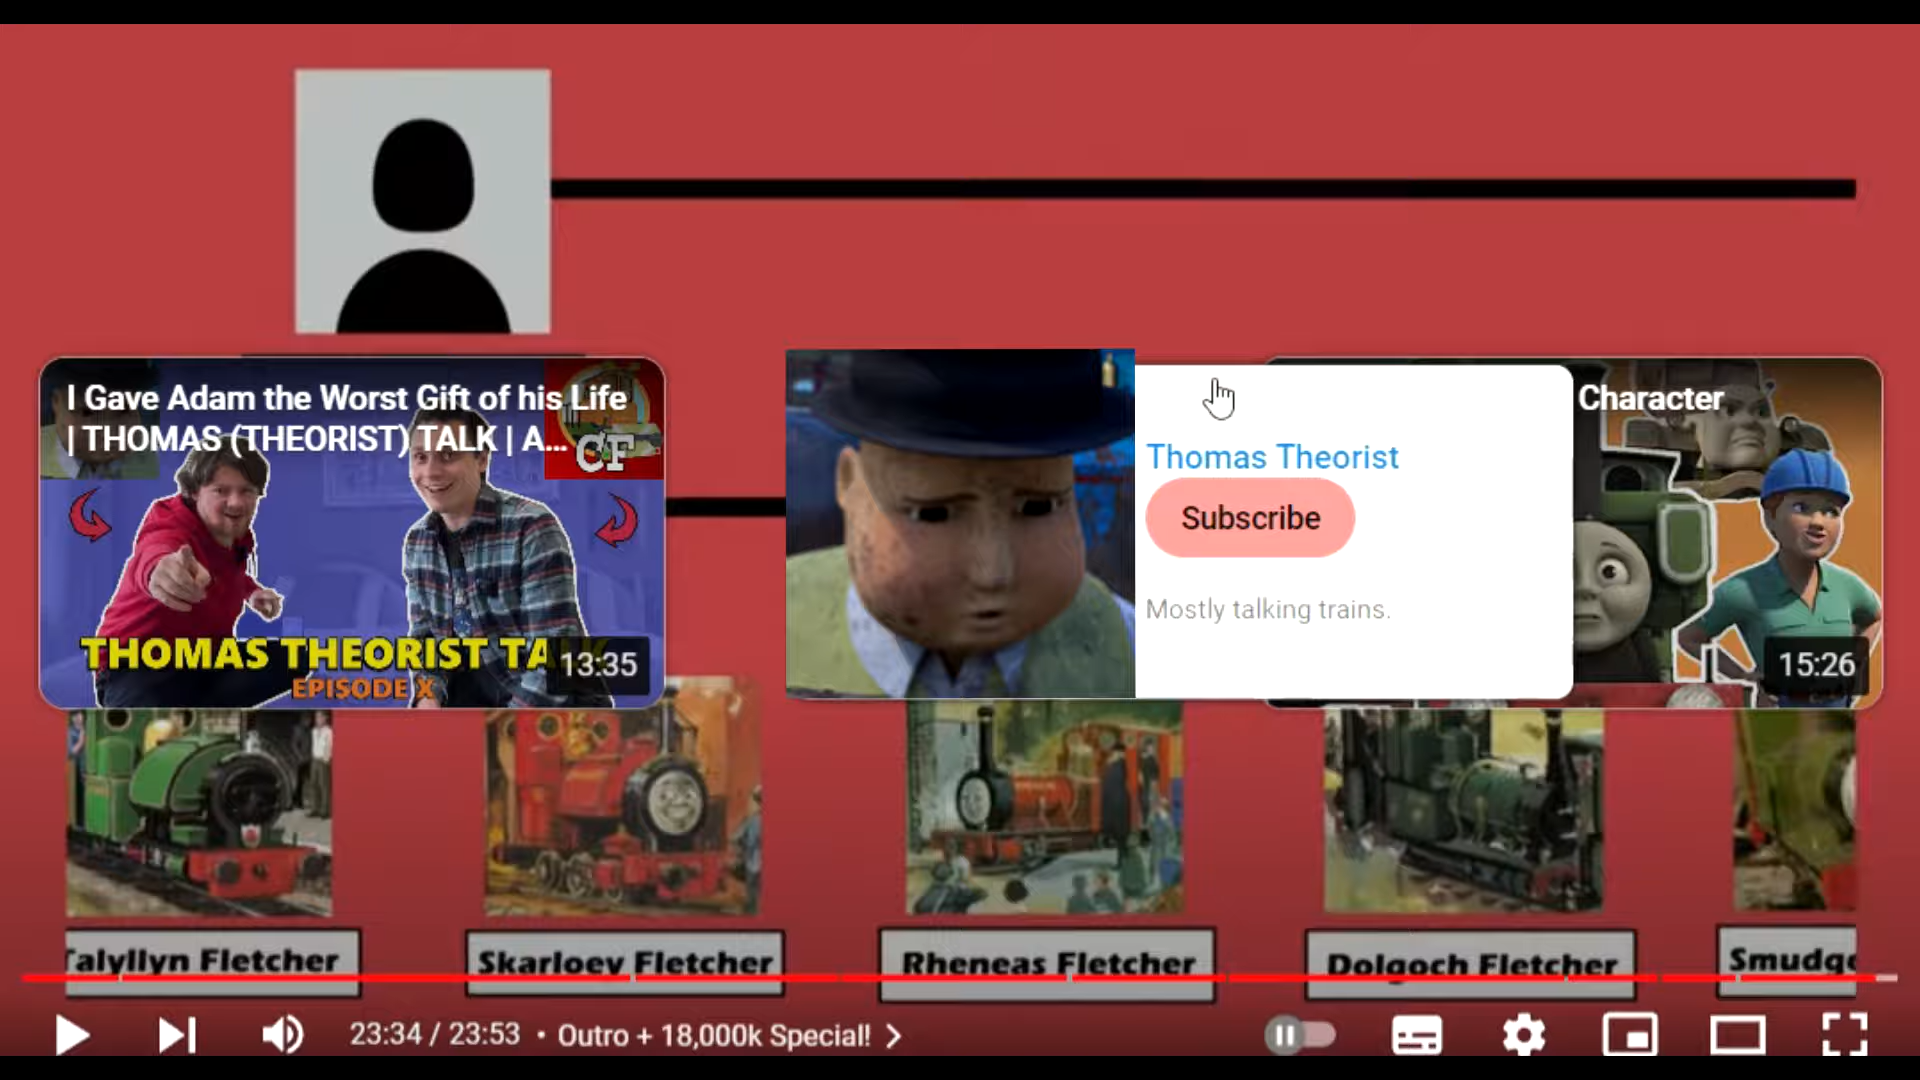 I Gave Adam the Worst Gift of his Life
| THOMAS (THEORIST) TALK | A...
CF
THOMAS THEORIST TA
EPISODE X
13:35
Thomas Theorist
Subscribe
Mostly talking trains.
Character
15:26
Talyllyn Fletcher
Skarloey Fletcher
Rheneas Fletcher
Dolgoch Fletcher
Smudge
23:34 / 23:53 • Outro + 18,000k Special!